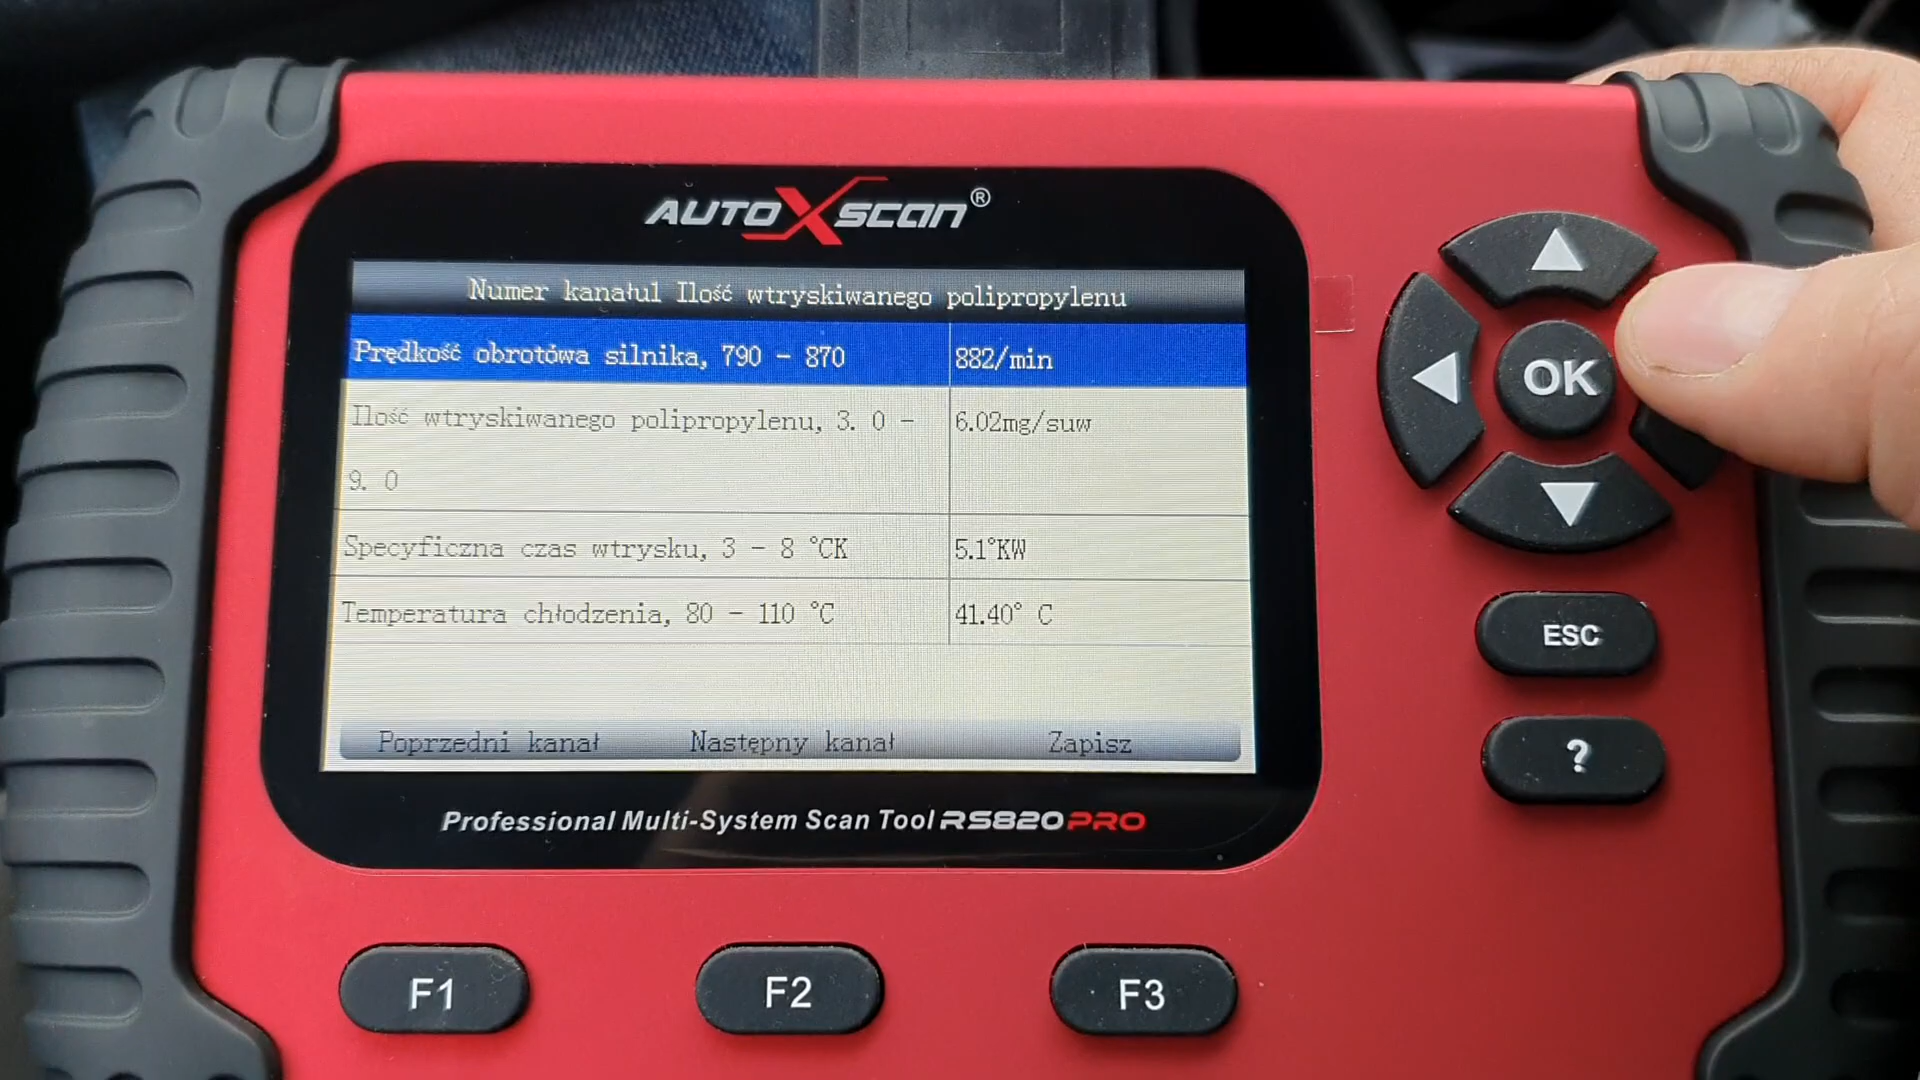 AUTOXSCAN®
Numer kanału1 Ilość wtryskiwanego polipropylenu
Prędkość obrotówa silnika, 790 - 870 882/min
Ilość wtryskiwanego polipropylenu, 3. 0 - 6.02mg/suw
9. 0
Specyficzna czas wtrysku, 3 - 8 °CK 5.1°KW
Temperatura chłodzenia, 80 - 110 °C 41.40° C
Poprzedni kanał Następny kanał Zapisz
Professional Multi-System Scan Tool RS820PRO
OK
ESC
?
F1 F2 F3